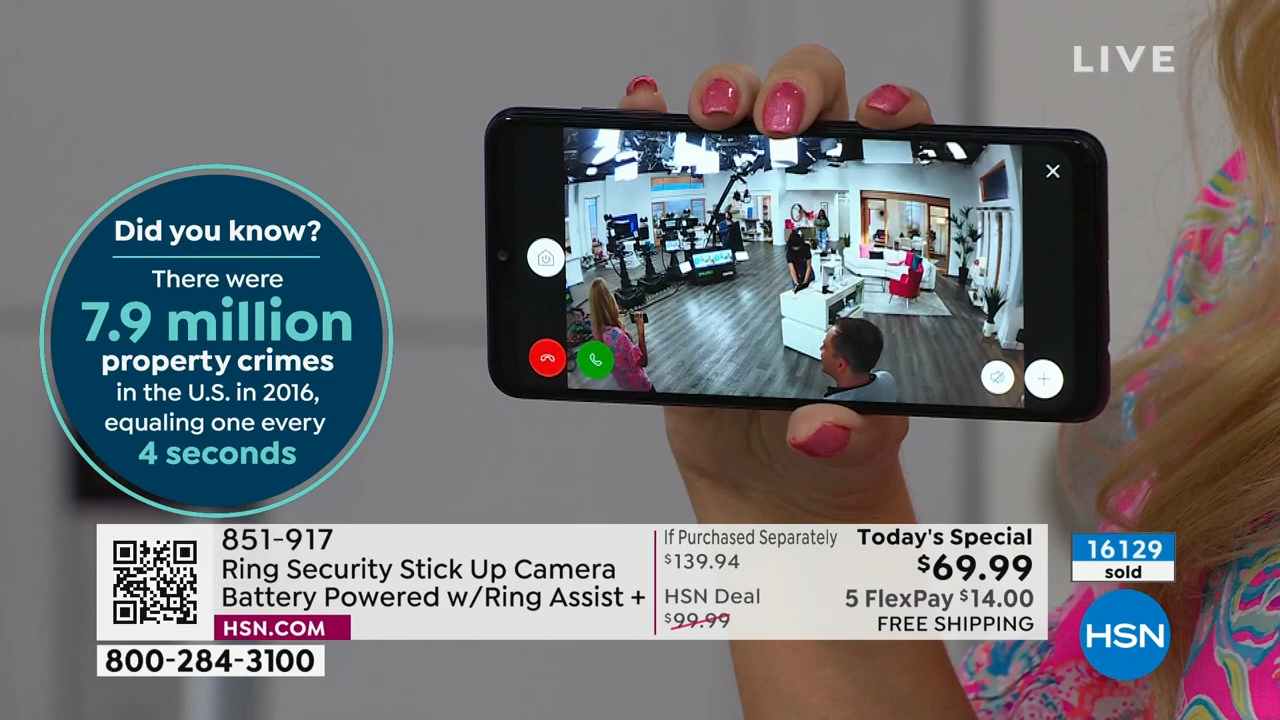 LIVE
Did you know?
There were
7.9 million
property crimes
in the U.S. in 2016,
equaling one every
4 seconds
851-917
Ring Security Stick Up Camera
Battery Powered w/Ring Assist +
HSN.COM
800-284-3100
If Purchased Separately
$139.94
HSN Deal
$99.99
Today's Special
$69.99
5 FlexPay $14.00
FREE SHIPPING
16129
sold
HSN